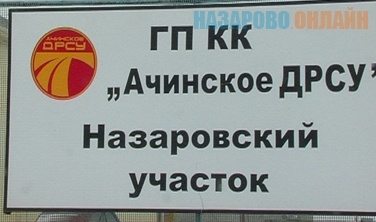 НАЗАРОВО.ОНЛАЙН
АЧИНСКОЕ
ДРСУ
ГП КК
„Ачинское ДРСУ"
Назаровский
участок